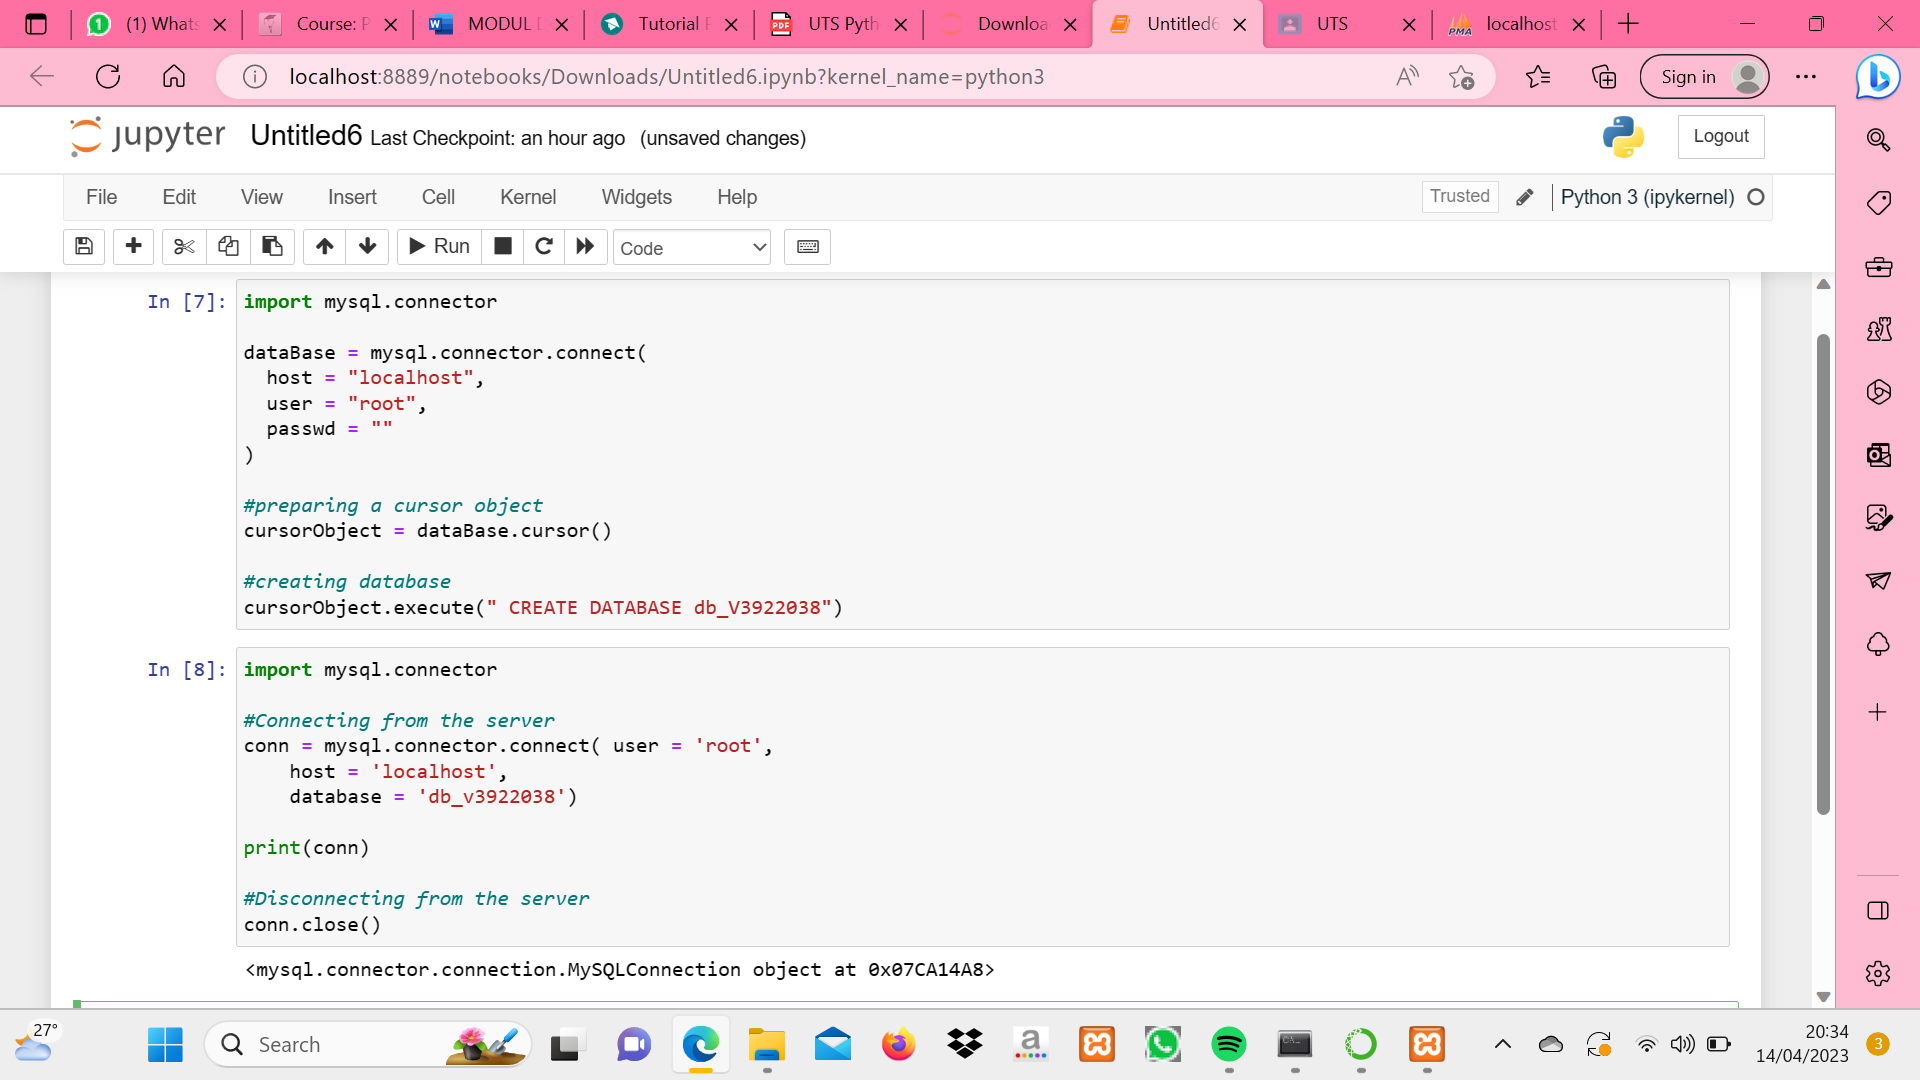 (1) Whats
Course: P
MODUL D
Tutorial P
UTS Pyth
Downloa
Untitled6
UTS
localhost
localhost:8889/notebooks/Downloads/Untitled6.ipynb?kernel_name=python3
Sign in
jupyter Untitled6 Last Checkpoint: an hour ago (unsaved changes)
Logout
File Edit View Insert Cell Kernel Widgets Help
Trusted
Python 3 (ipykernel)
Run
Code
In [7]:
import mysql.connector
dataBase = mysql.connector.connect(
host = "localhost",
user = "root",
passwd = ""
)
#preparing a cursor object
cursorObject = dataBase.cursor()
#creating database
cursorObject.execute(" CREATE DATABASE db_V3922038")
In [8]:
import mysql.connector
#Connecting from the server
conn = mysql.connector.connect( user = 'root',
host = 'localhost',
database = 'db_v3922038')
print(conn)
#Disconnecting from the server
conn.close()
<mysql.connector.connection.MySQLConnection object at 0x07CA14A8>
27°
Search
20:34
14/04/2023
3